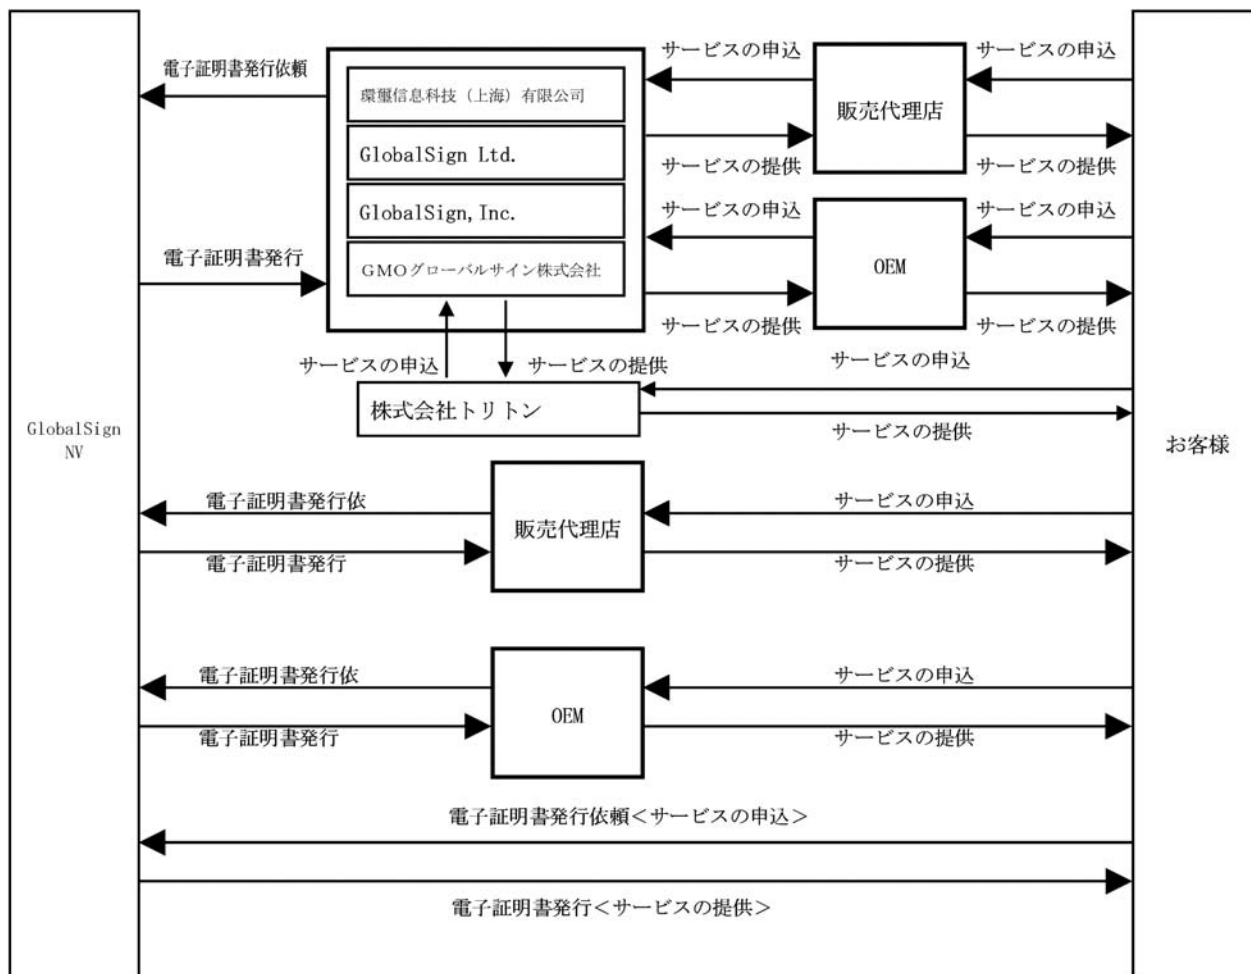 サービスの申込
サービスの申込
電子証明書発行依頼
環璽信息科技（上海）有限公司
販売代理店
GlobalSign Ltd.
サービスの提供
サービスの提供
GlobalSign,Inc.
サービスの申込
サービスの申込
電子証明書発行
GMOグローバルサイン株式会社
OEM
サービスの提供
サービスの提供
サービスの申込
サービスの提供
サービスの申込
株式会社トリトン
サービスの提供
GlobalSign
NV
お客様
電子証明書発行依
サービスの申込
販売代理店
電子証明書発行
サービスの提供
電子証明書発行依
サービスの申込
OEM
電子証明書発行
サービスの提供
電子証明書発行依頼＜サービスの申込＞
電子証明書発行＜サービスの提供＞